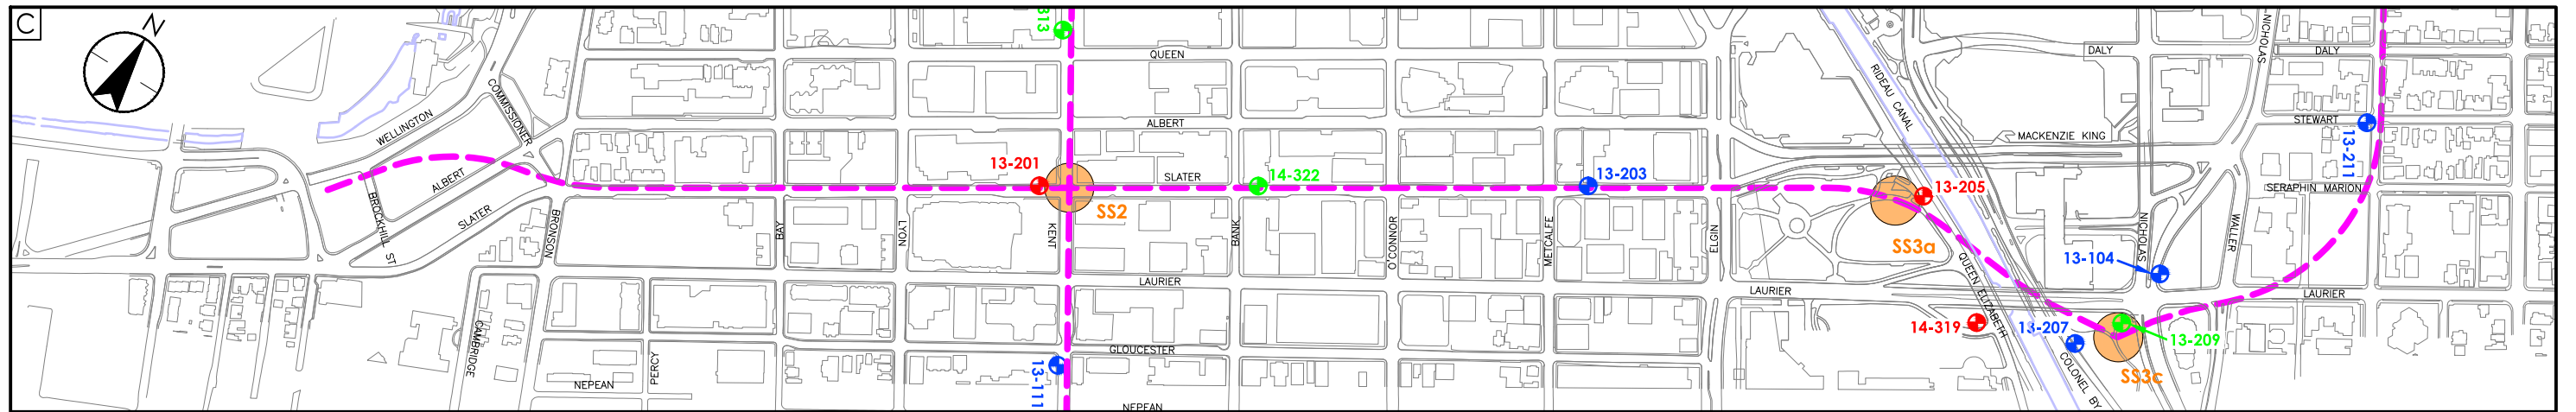 C
N
313
QUEEN
NICHOLAS
DALY
DALY
WELLINGTON
COMMISSIONER
RIDEAU CANAL
ALBERT
STEWART
MACKENZIE KING
13-211
13-201
SLATER
14-322
13-203
13-205
SERAPHIN MARION
ALBERT
BROCKHILL ST
SLATER
BRONSON
BAY
LYON
KENT
SS2
BANK
O'CONNOR
METCALFE
ELGIN
SS3a
NICHOLAS
WALLER
13-104
QUEEN ELIZABETH
LAURIER
LAURIER
LAURIER
CAMBRIDGE
14-319
13-207
13-209
GLOUCESTER
PERCY
13-111
COLONEL BY
SS3c
NEPEAN
NEPEAN